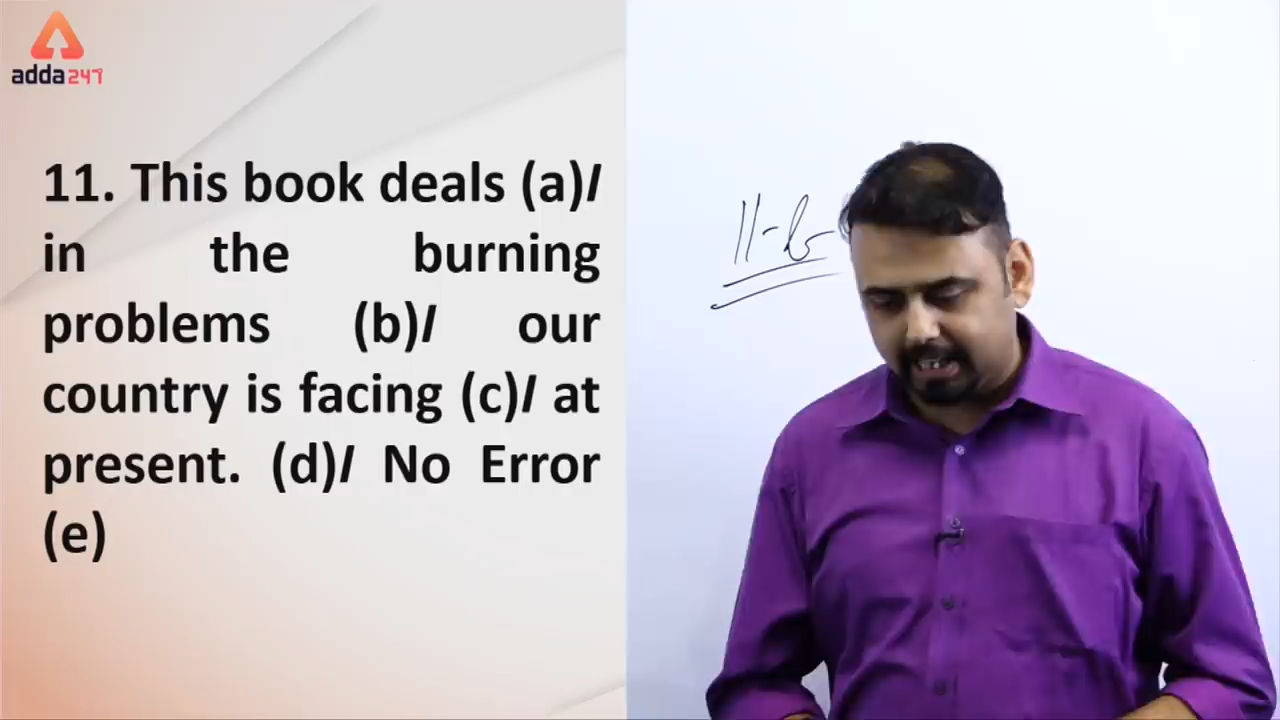 adda247
11. This book deals (a)/
in the burning
problems (b)/ our
country is facing (c)/ at
present. (d)/ No Error
(e)
11-b